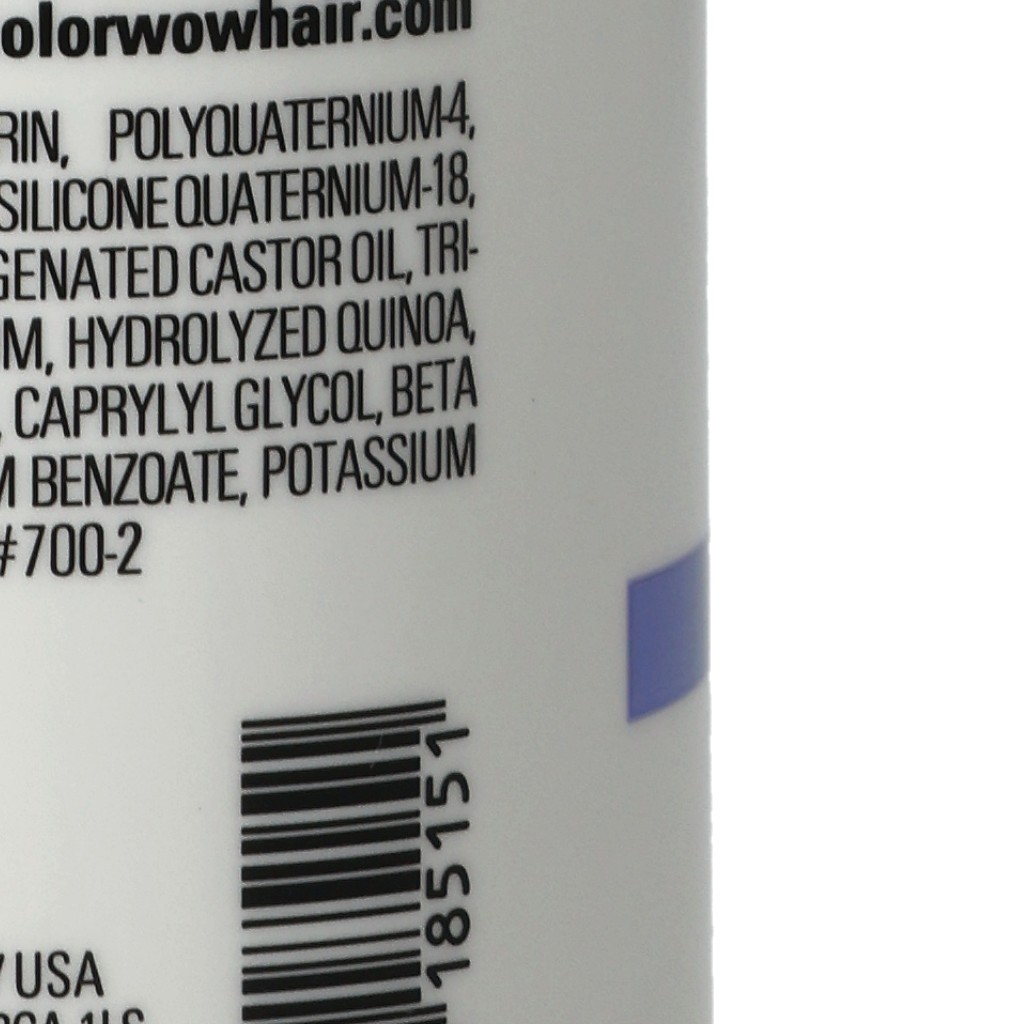 olorwowhair.com
RIN, POLYQUATERNIUM-4,
SILICONE QUATERNIUM-18,
GENATED CASTOR OIL, TRI-
M, HYDROLYZED QUINOA,
, CAPRYLYL GLYCOL, BETA
M BENZOATE, POTASSIUM
#700-2
185151
USA